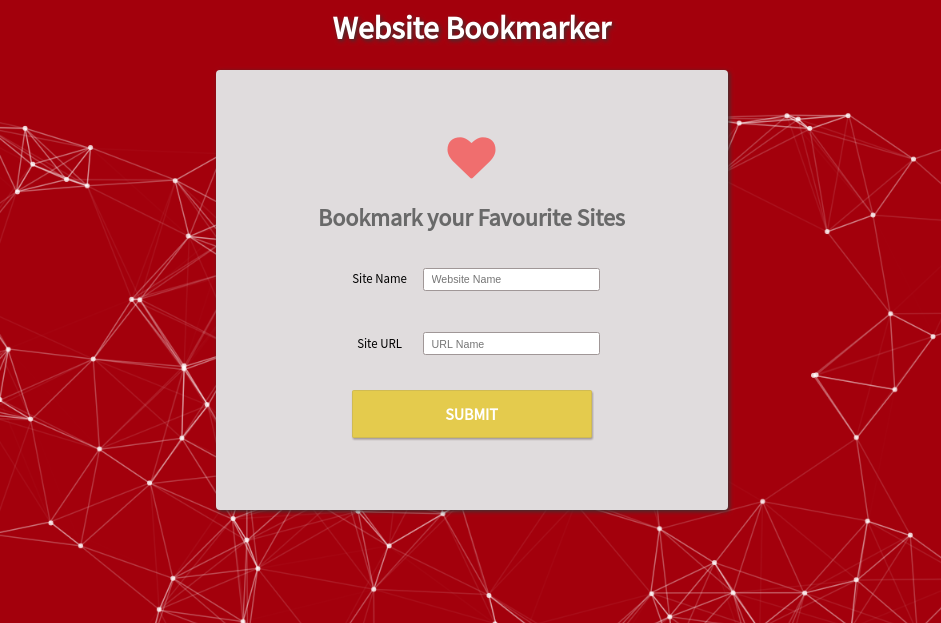 Website Bookmarker
Bookmark your Favourite Sites
Site Name Website Name
Site URL URL Name
SUBMIT